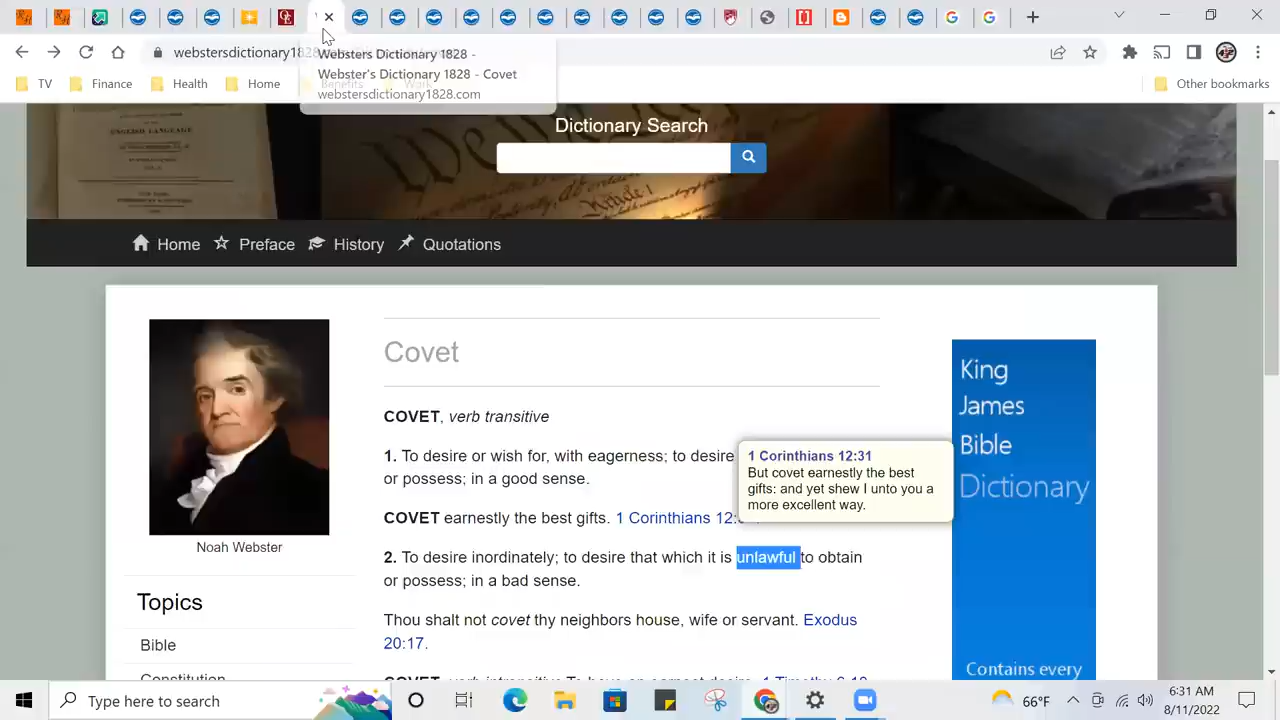 webstersdictionary1828
Websters Dictionary 1828 -
Webster's Dictionary 1828 - Covet
webstersdictionary1828.com
TV
Finance
Health
Home
Benefits
Work
Other bookmarks
ENGLISH LANGUAGE
Dictionary Search
Home
Preface
History
Quotations
Covet
COVET, verb transitive
1. To desire or wish for, with eagerness; to desire
or possess; in a good sense.
COVET earnestly the best gifts. 1 Corinthians 12:
1 Corinthians 12:31
But covet earnestly the best
gifts: and yet shew I unto you a
more excellent way.
2. To desire inordinately; to desire that which it is unlawful to obtain
or possess; in a bad sense.
Thou shalt not covet thy neighbors house, wife or servant. Exodus
20:17.
Noah Webster
Topics
Bible
Constitution
King
James
Bible
Dictionary
Contains every
Type here to search
66°F
6:31 AM
8/11/2022